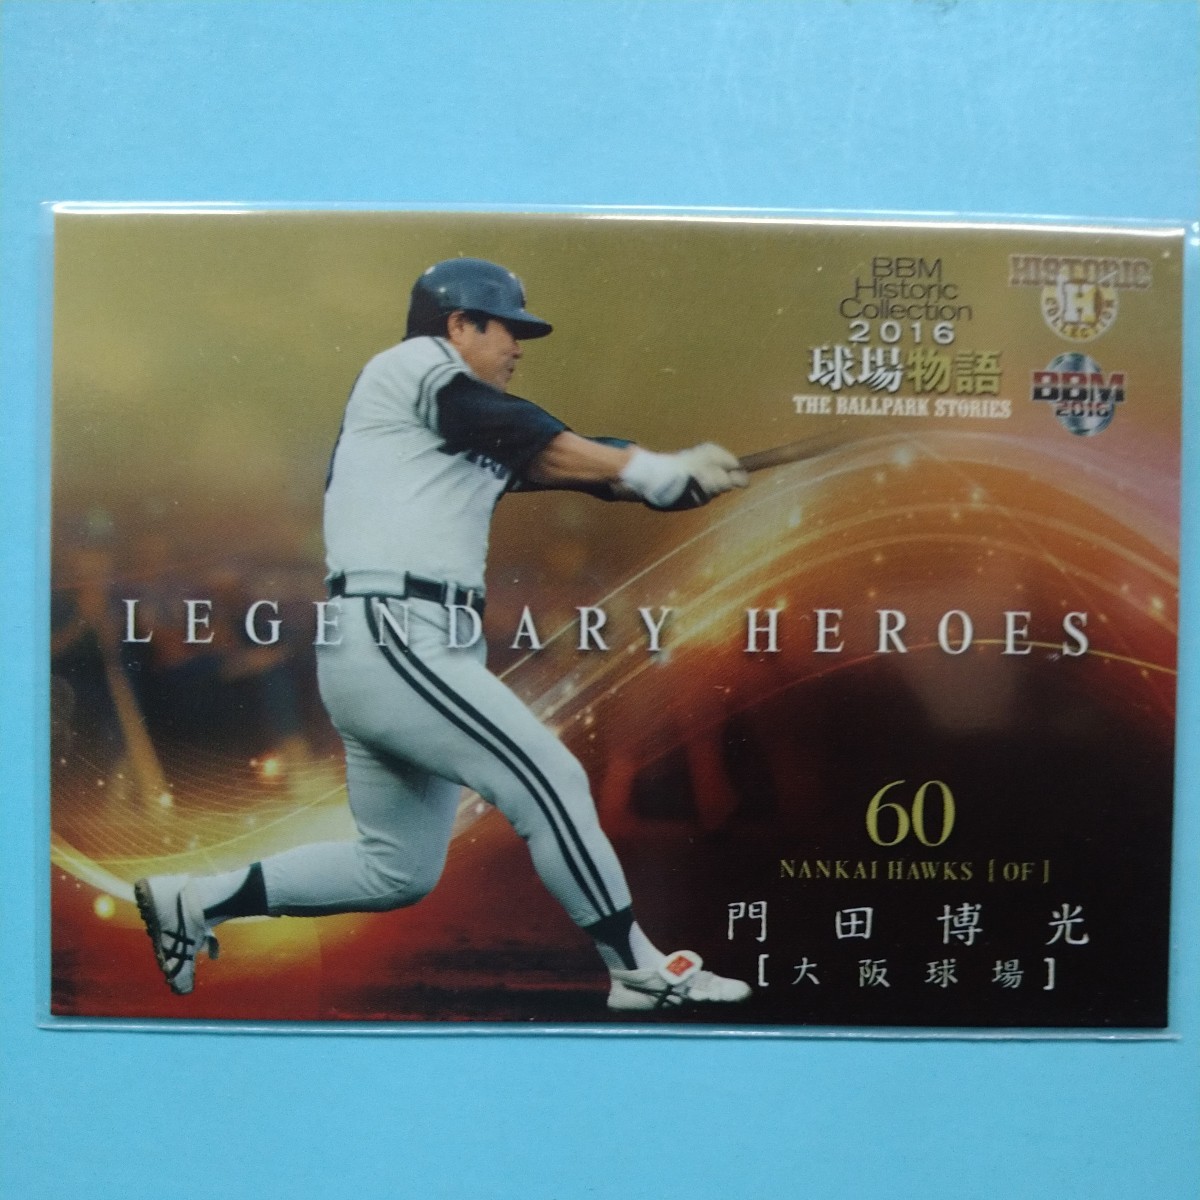 BBM
Historic
Collection
2016
球場物語
THE BALLPARK STORIES
HISTORIC
H
COLLECTION
BBM
2016
LEGENDARY HEROES
60
NANKAI HAWKS [OF]
門田博光
[大阪球場]